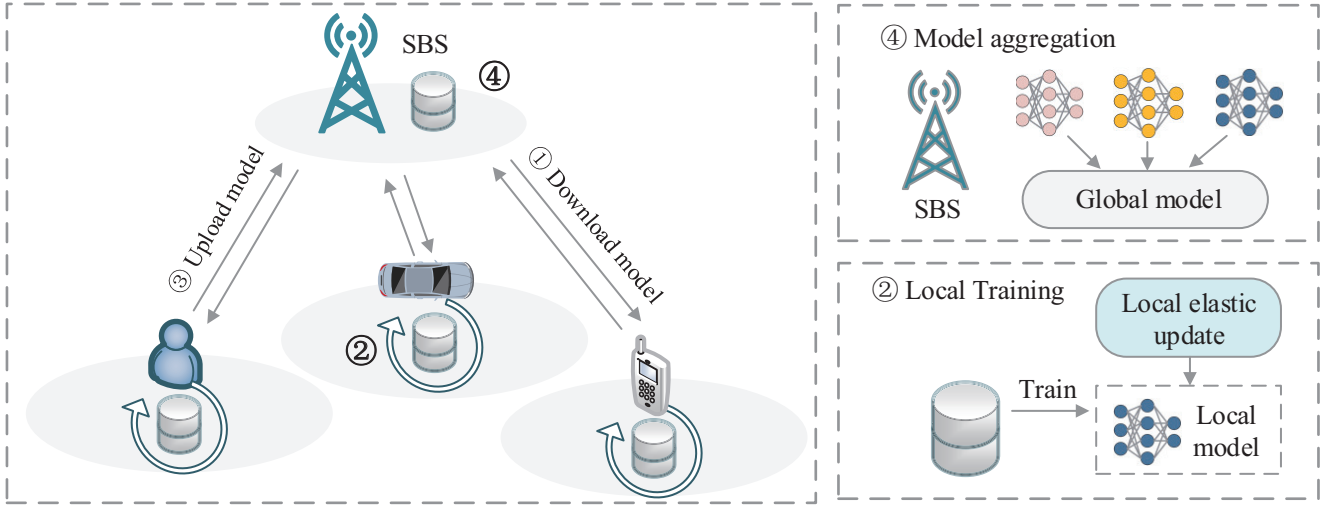 SBS
④
③ Upload model
① Download model
②
④ Model aggregation
SBS
Global model
② Local Training
Local elastic
update
Train
Local
model